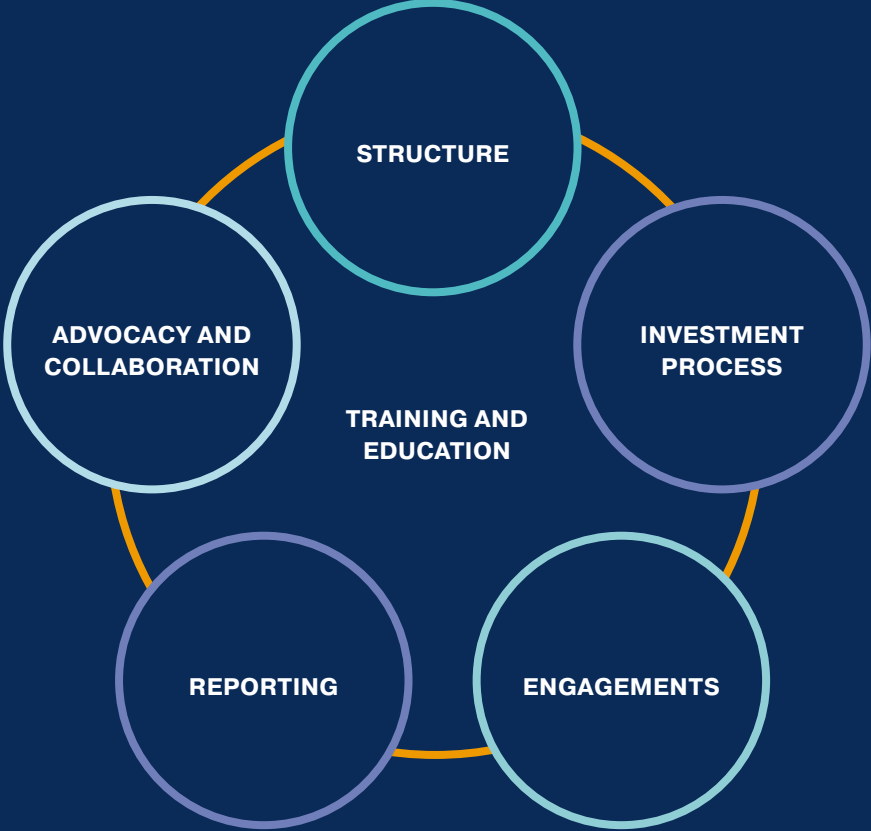 STRUCTURE
INVESTMENT
PROCESS
ENGAGEMENTS
REPORTING
ADVOCACY AND
COLLABORATION
TRAINING AND
EDUCATION